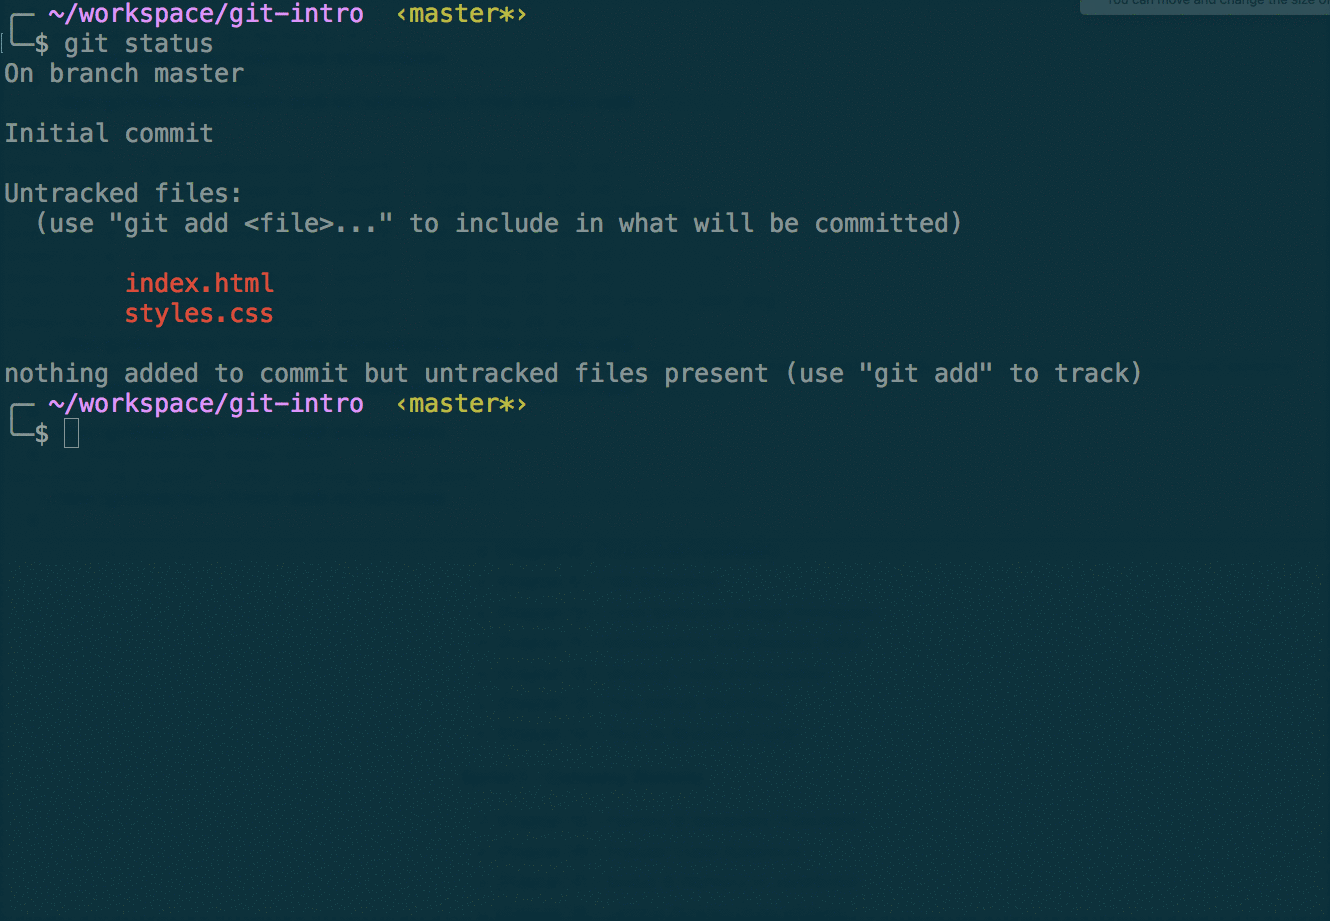 ~/workspace/git-intro ‹master*›
$ git status
On branch master
Initial commit
Untracked files:
(use "git add <file>..." to include in what will be committed)
index.html
styles.css
nothing added to commit but untracked files present (use "git add" to track)
~/workspace/git-intro ‹master*›
$